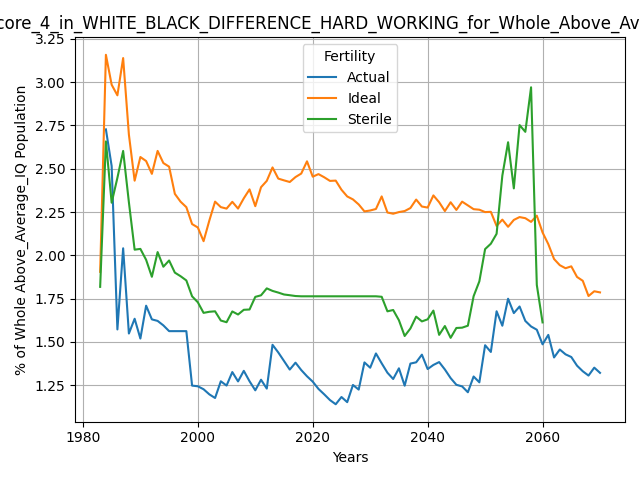 core_4_in_WHITE_BLACK_DIFFERENCE_HARD_WORKING_for_Whole_Above_Av
Fertility
Actual
Ideal
Sterile
% of Whole Above_Average_IQ Population
3.25
3.00
2.75
2.50
2.25
2.00
1.75
1.50
1.25
1980
2000
2020
2040
2060
Years